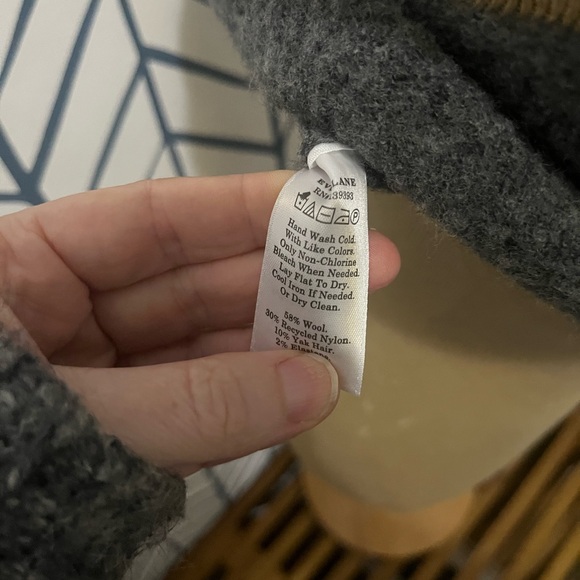 Hand Wash Cold.
With Like Colors.
Only Non-Chlorine
Bleach When Needed.
Lay Flat To Dry.
Cool Iron If Needed.
Or Dry Clean.
58% Wool.
30% Recycled Nylon.
10% Yak Hair.
2%